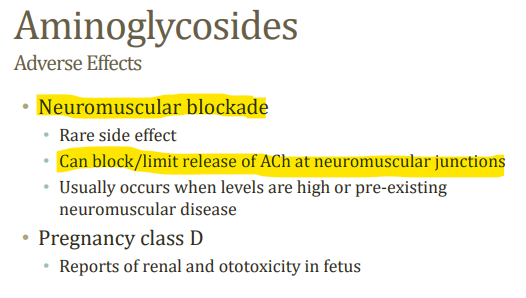 Aminoglycosides
Adverse Effects
• Neuromuscular blockade
• Rare side effect
• Can block/limit release of ACh at neuromuscular junctions
• Usually occurs when levels are high or pre-existing
neuromuscular disease
• Pregnancy class D
• Reports of renal and ototoxicity in fetus